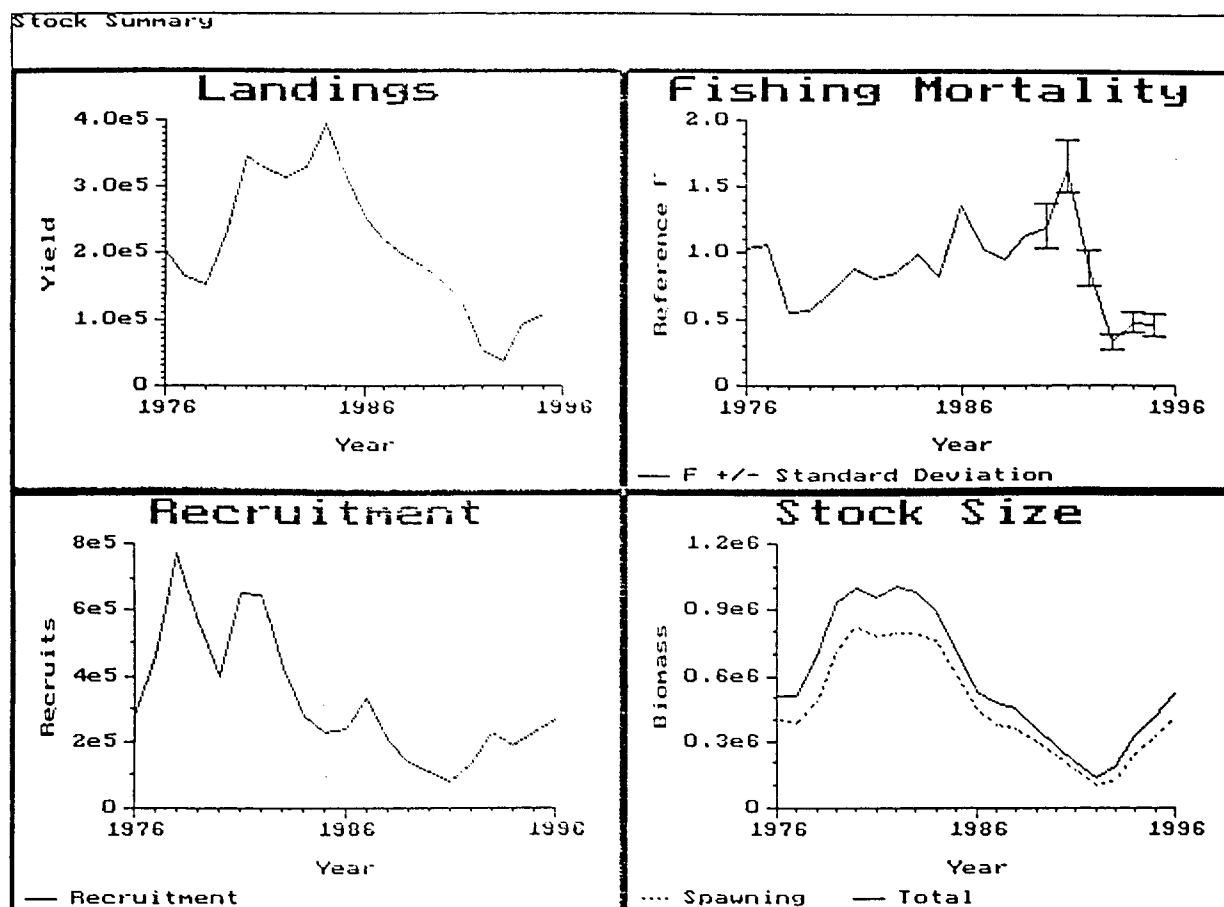 Stock Summary
Landings
4.0e5
3.0e5
2.0e5
1.0e5
0
Yield
1976
1986
1996
Year
Fishing Mortality
2.0
1.5
1.0
0.5
0
Reference F
1976
1986
1996
Year
— F +/- Standard Deviation
Recruitment
8e5
6e5
4e5
2e5
0
Recruits
1976
1986
1996
Year
— Recruitment
Stock Size
1.2e6
0.9e6
0.6e6
0.3e6
0
Biomass
1976
1986
1996
Year
···· Spawning — Total